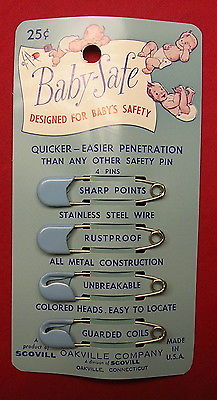 25¢
Baby-Safe
DESIGNED FOR BABY'S SAFETY
QUICKER-EASIER PENETRATION
THAN ANY OTHER SAFETY PIN
4 PINS
SHARP POINTS
STAINLESS STEEL WIRE
RUSTPROOF
ALL METAL CONSTRUCTION
UNBREAKABLE
COLORED HEADS. EASY TO LOCATE
GUARDED COILS
A product of SCOVILL
OAKVILLE COMPANY
SCOVILL
OAKVILLE, CONNECTICUT
MADE IN U.S.A.